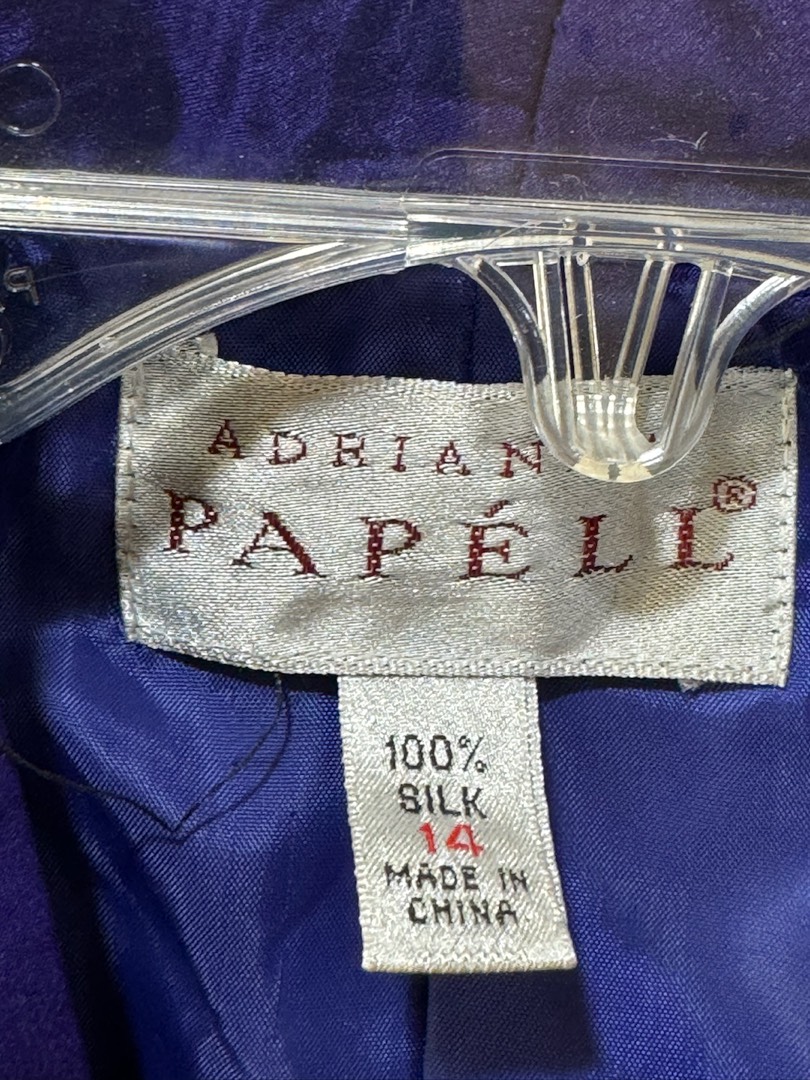 ADRIAN
PAPÉLL®
100%
SILK
14
MADE IN
CHINA